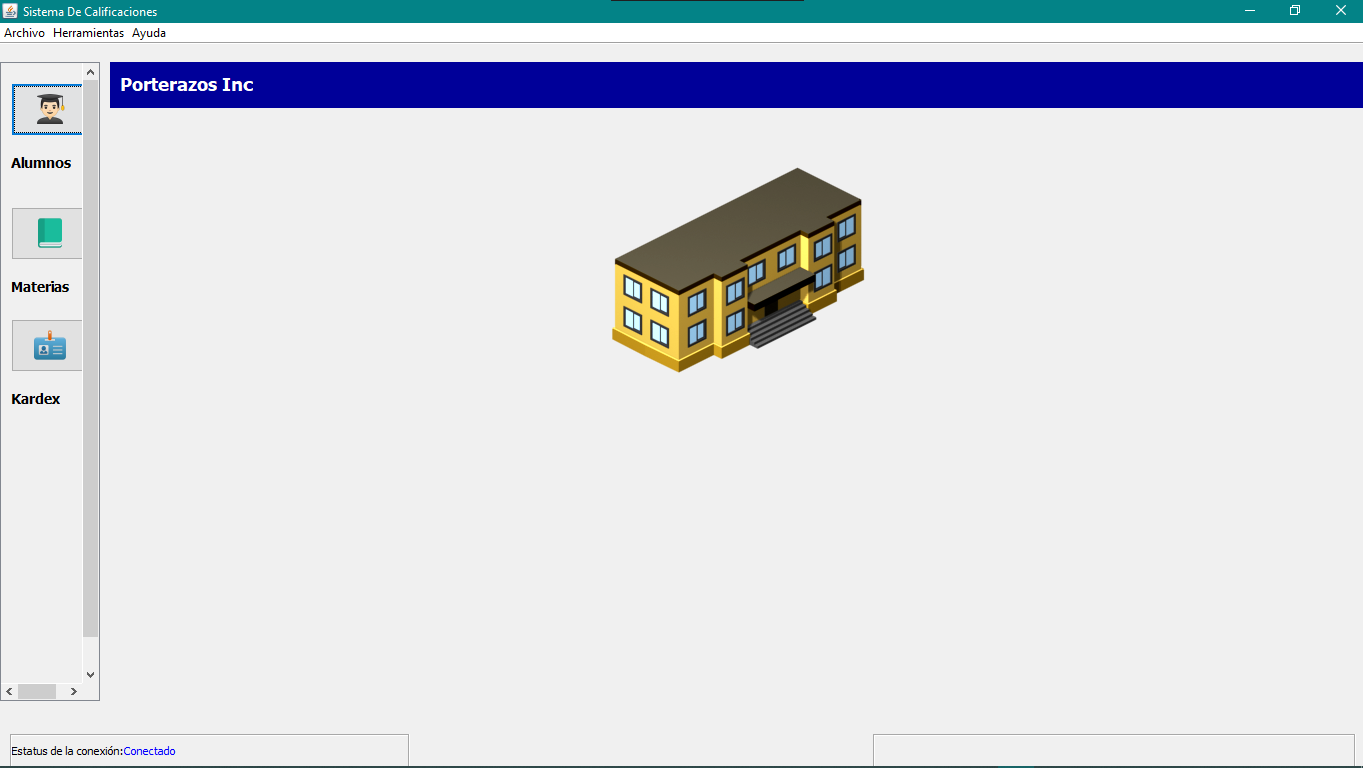 Sistema De Calificaciones
Archivo Herramientas Ayuda
Porterazos Inc
Alumnos
Materias
Kardex
Estatus de la conexión:Conectado